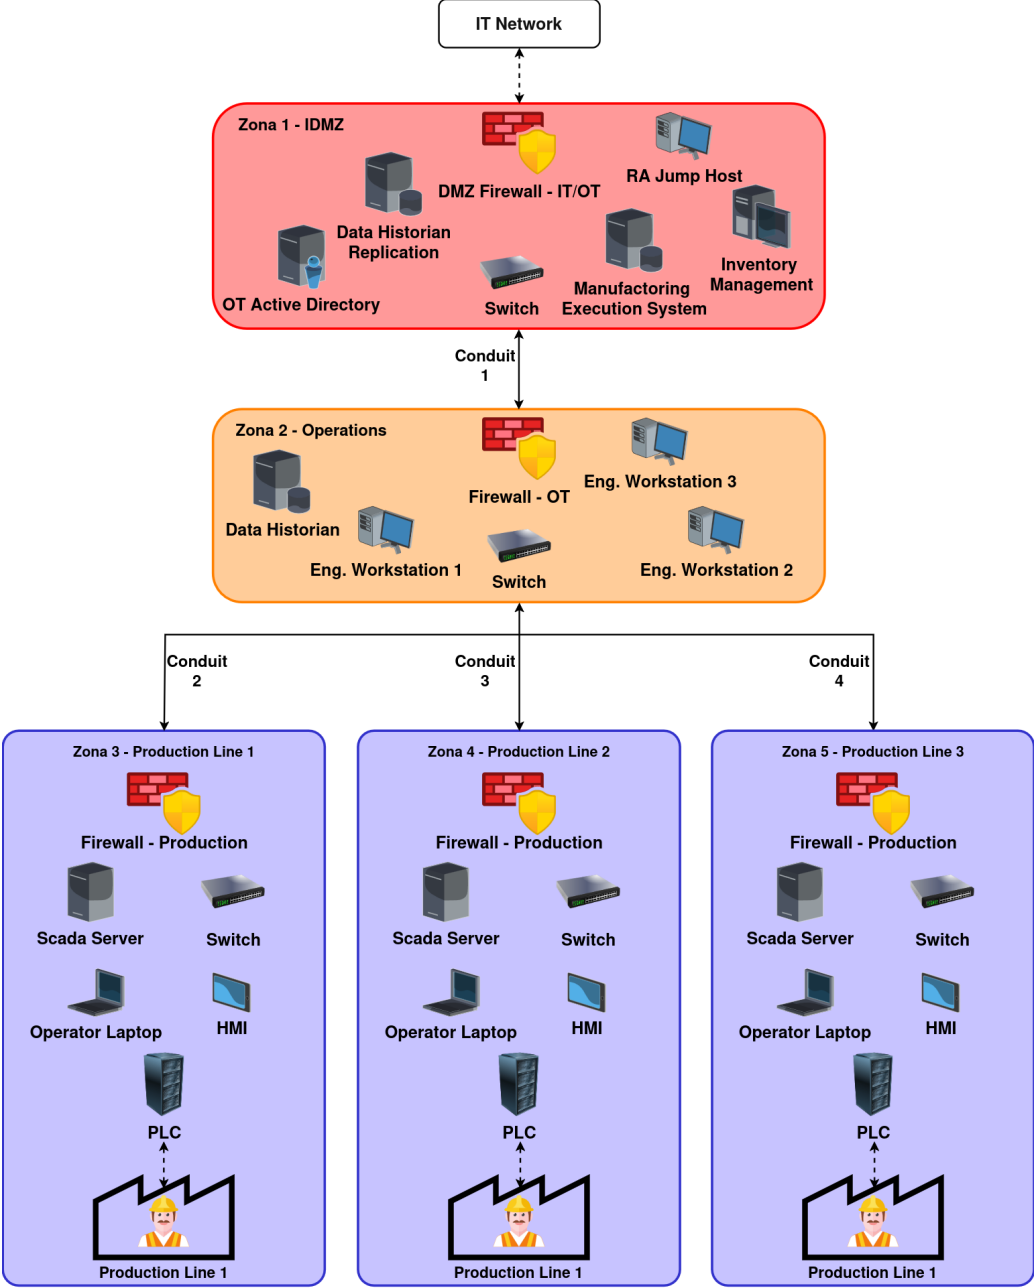 IT Network
Zona 1 - IDMZ
DMZ Firewall - IT/OT
RA Jump Host
Data Historian
Replication
OT Active Directory
Switch
Manufactoring
Execution System
Inventory
Management
Conduit
1
Zona 2 - Operations
Firewall - OT
Eng. Workstation 3
Data Historian
Eng. Workstation 1
Switch
Eng. Workstation 2
Conduit
2
Conduit
3
Conduit
4
Zona 3 - Production Line 1
Firewall - Production
Scada Server
Switch
Operator Laptop
HMI
PLC
Production Line 1
Zona 4 - Production Line 2
Firewall - Production
Scada Server
Switch
Operator Laptop
HMI
PLC
Production Line 1
Zona 5 - Production Line 3
Firewall - Production
Scada Server
Switch
Operator Laptop
HMI
PLC
Production Line 1